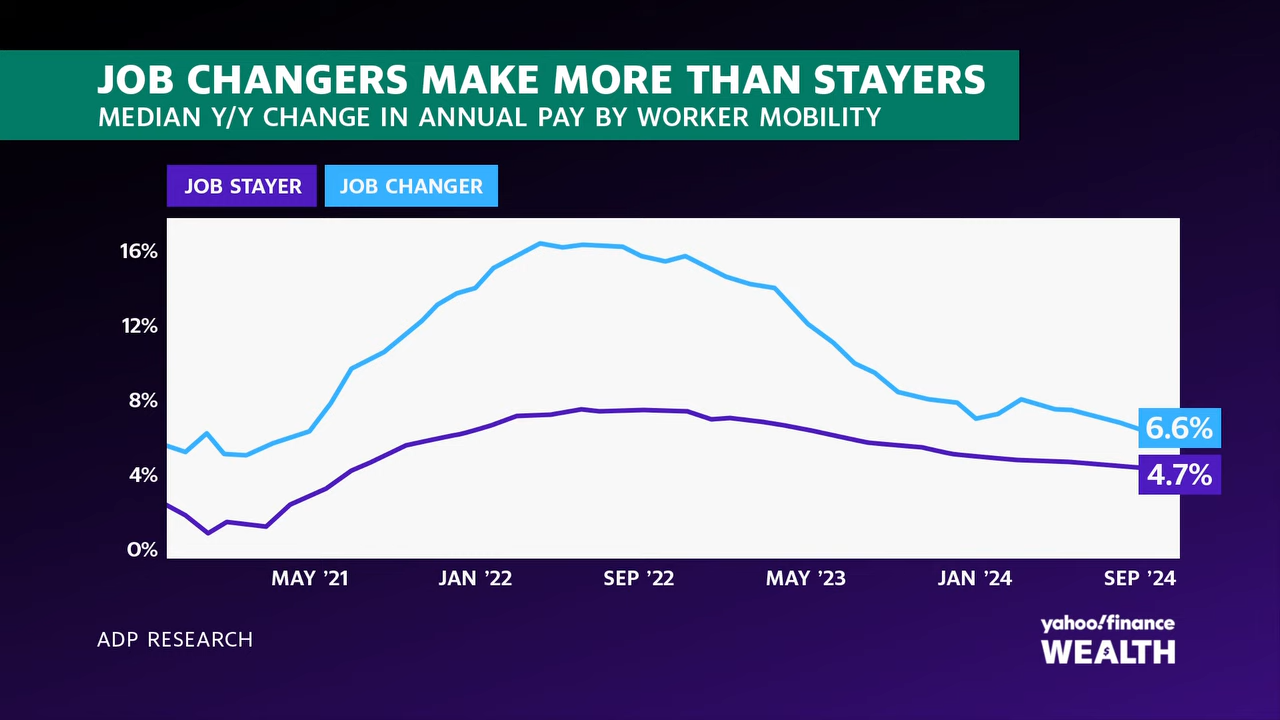 JOB CHANGERS MAKE MORE THAN STAYERS
MEDIAN Y/Y CHANGE IN ANNUAL PAY BY WORKER MOBILITY
JOB STAYER JOB CHANGER
16%
12%
8%
4%
0%
6.6%
4.7%
MAY ’21 JAN ’22 SEP ’22 MAY ’23 JAN ’24 SEP ’24
ADP RESEARCH
yahoo!finance
WEALTH